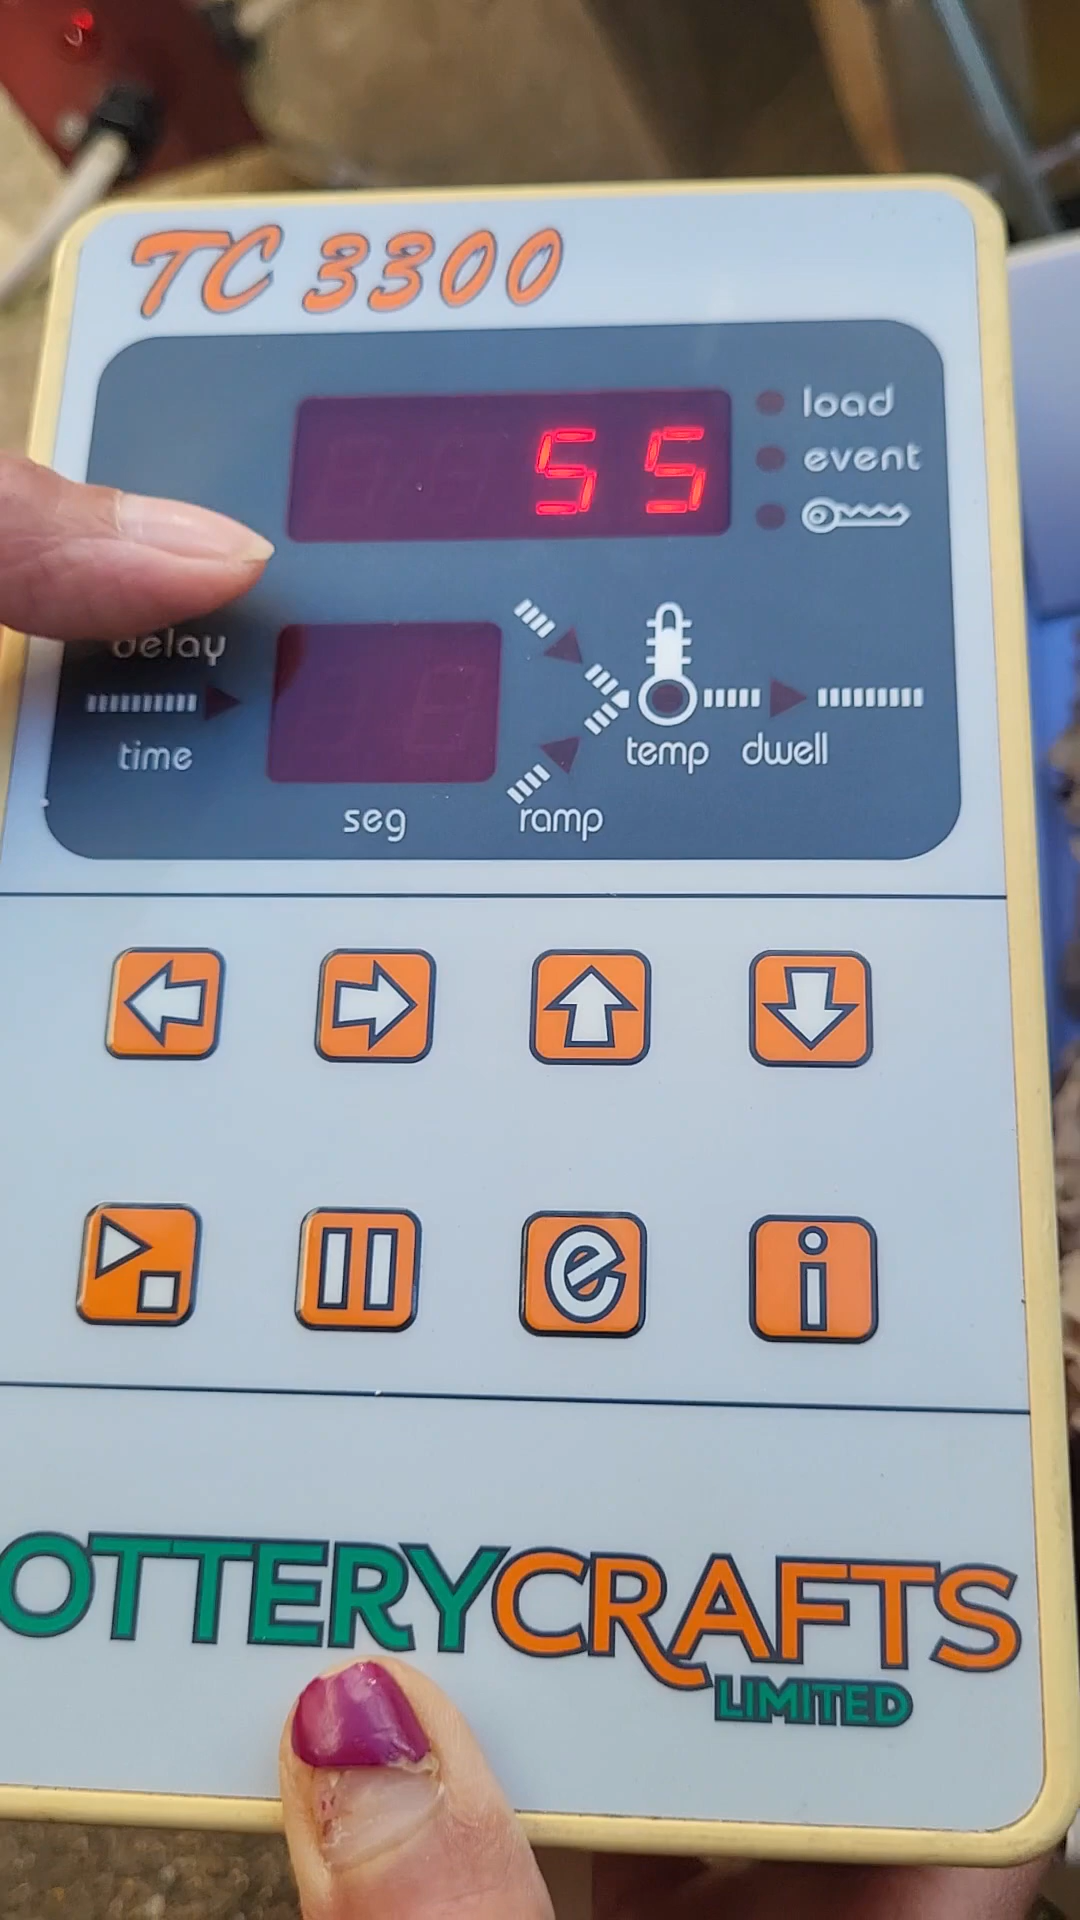 TC 3300
55
load
event
delay
time
seg
ramp
temp
dwell
e
i
OTTERYCRAFTS
LIMITED